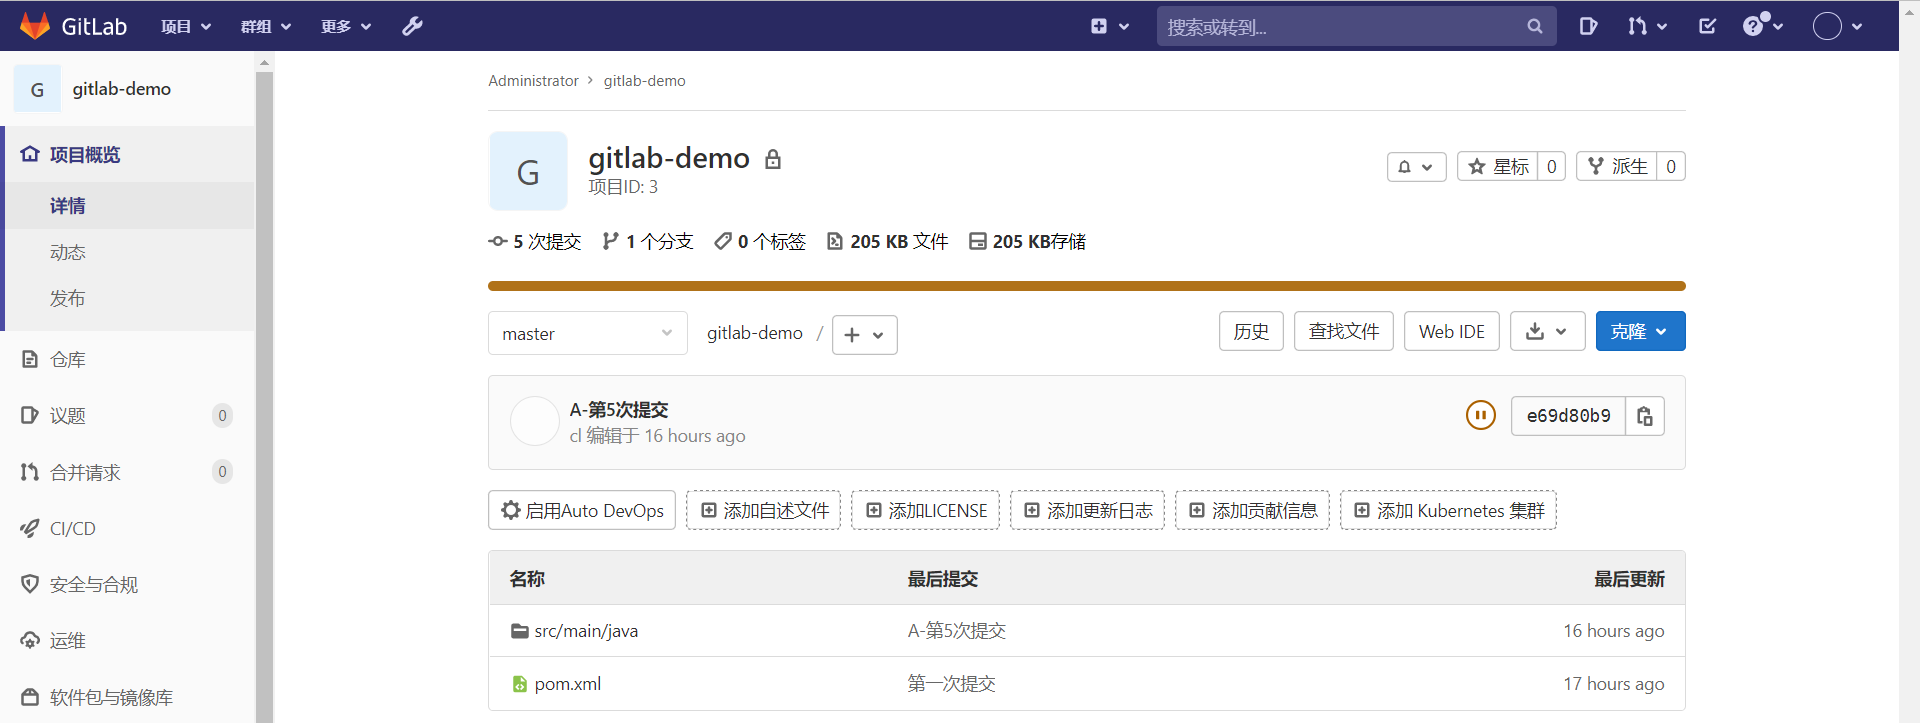 GitLab 项目 群组 更多 搜索或转到...
G gitlab-demo
项目概览
详情
动态
发布
仓库
议题 0
合并请求 0
CI/CD
安全与合规
运维
软件包与镜像库
Administrator > gitlab-demo
G
gitlab-demo
项目ID: 3
星标 0 派生 0
5 次提交 1 个分支 0 个标签 205 KB 文件 205 KB存储
master gitlab-demo / 历史 查找文件 Web IDE 克隆
A-第5次提交
cl 编辑于 16 hours ago
e69d80b9
启用Auto DevOps 添加自述文件 添加LICENSE 添加更新日志 添加贡献信息 添加 Kubernetes 集群
名称 最后提交 最后更新
src/main/java A-第5次提交 16 hours ago
pom.xml 第一次提交 17 hours ago